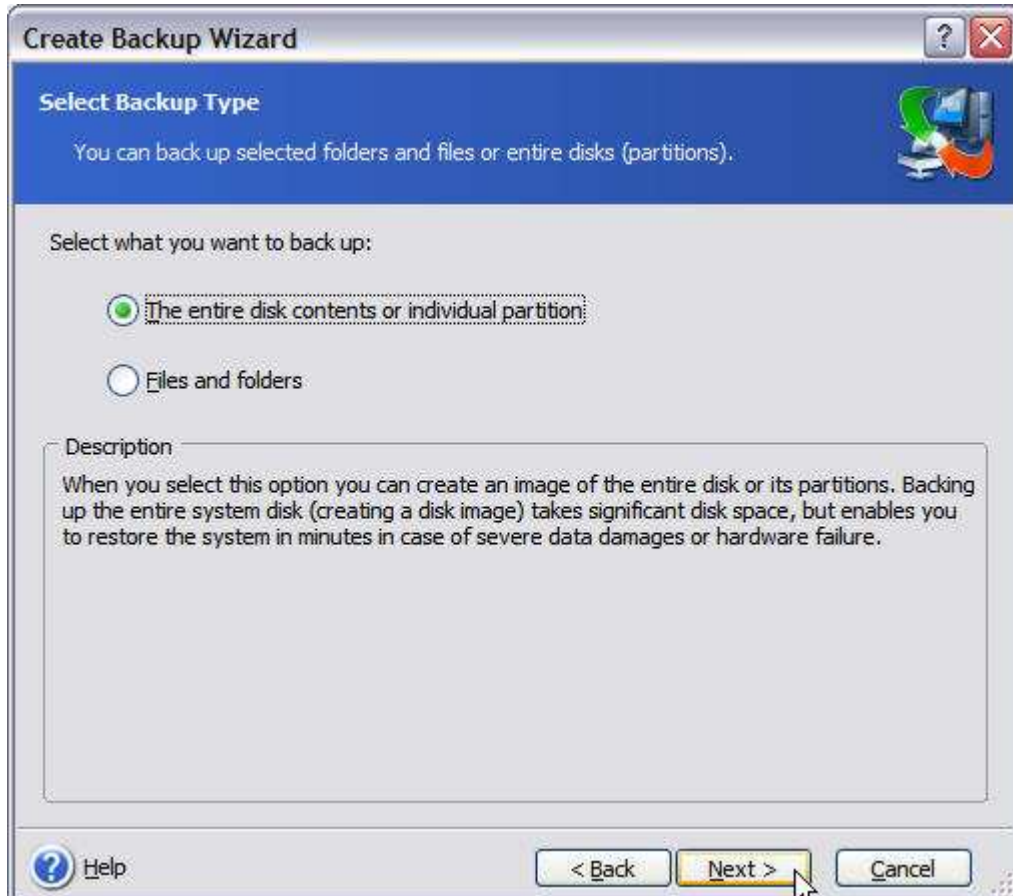 Create Backup Wizard
?
Select Backup Type
You can back up selected folders and files or entire disks (partitions).
Select what you want to back up:
The entire disk contents or individual partition
Files and folders
Description
When you select this option you can create an image of the entire disk or its partitions. Backing
up the entire system disk (creating a disk image) takes significant disk space, but enables you
to restore the system in minutes in case of severe data damages or hardware failure.
? Help
< Back
Next >
Cancel